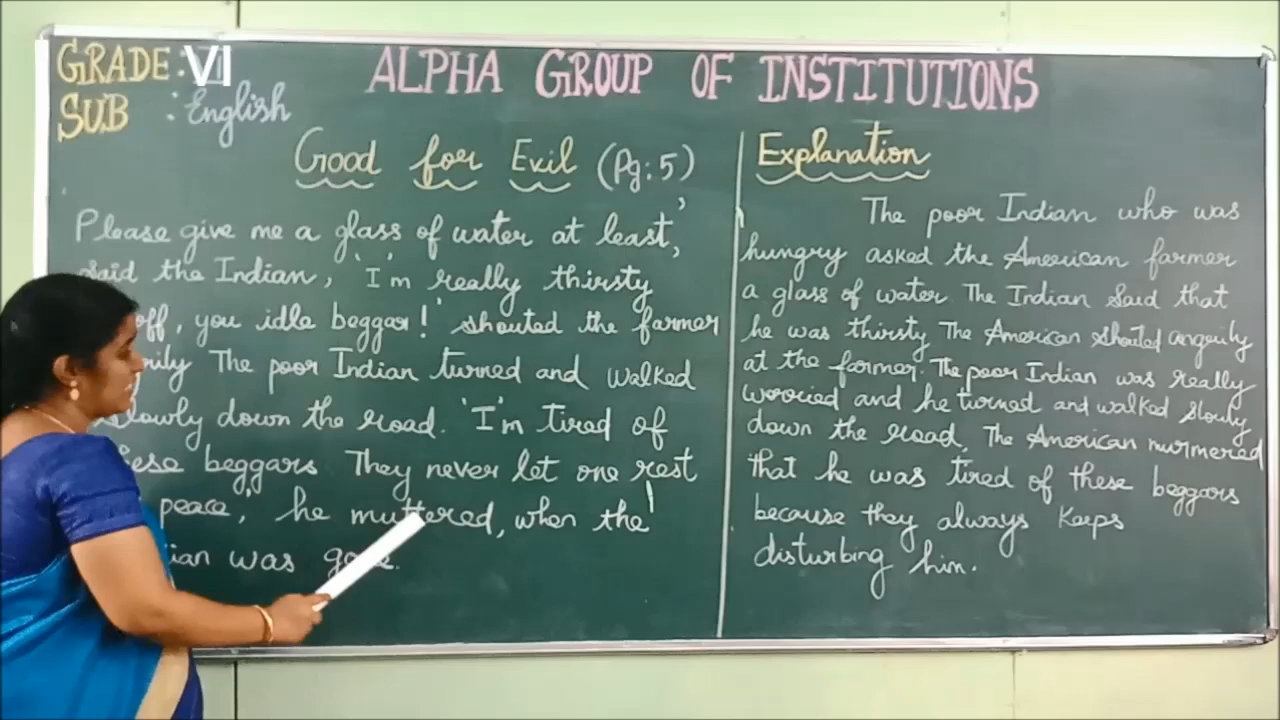 GRADE : VI
SUB : English
ALPHA GROUP OF INSTITUTIONS
Good for Evil (Pg: 5)
Please give me a glass of water at least,'
said the Indian, 'I'm really thirsty
off, you idle beggar!' shouted the farmer
The poor Indian turned and walked
slowly down the road. 'I'm tired of
these beggars They never let one rest
peace,' he muttered, when the
was gone.
Explanation
The poor Indian who was
hungry asked the American farmer
a glass of water. The Indian said that
he was thirsty The American shouted angrily
at the farmer. The poor Indian was really
worried and he turned and walked slowly
down the road. The American murmered
that he was tired of these beggars
because they always keeps
disturbing him.